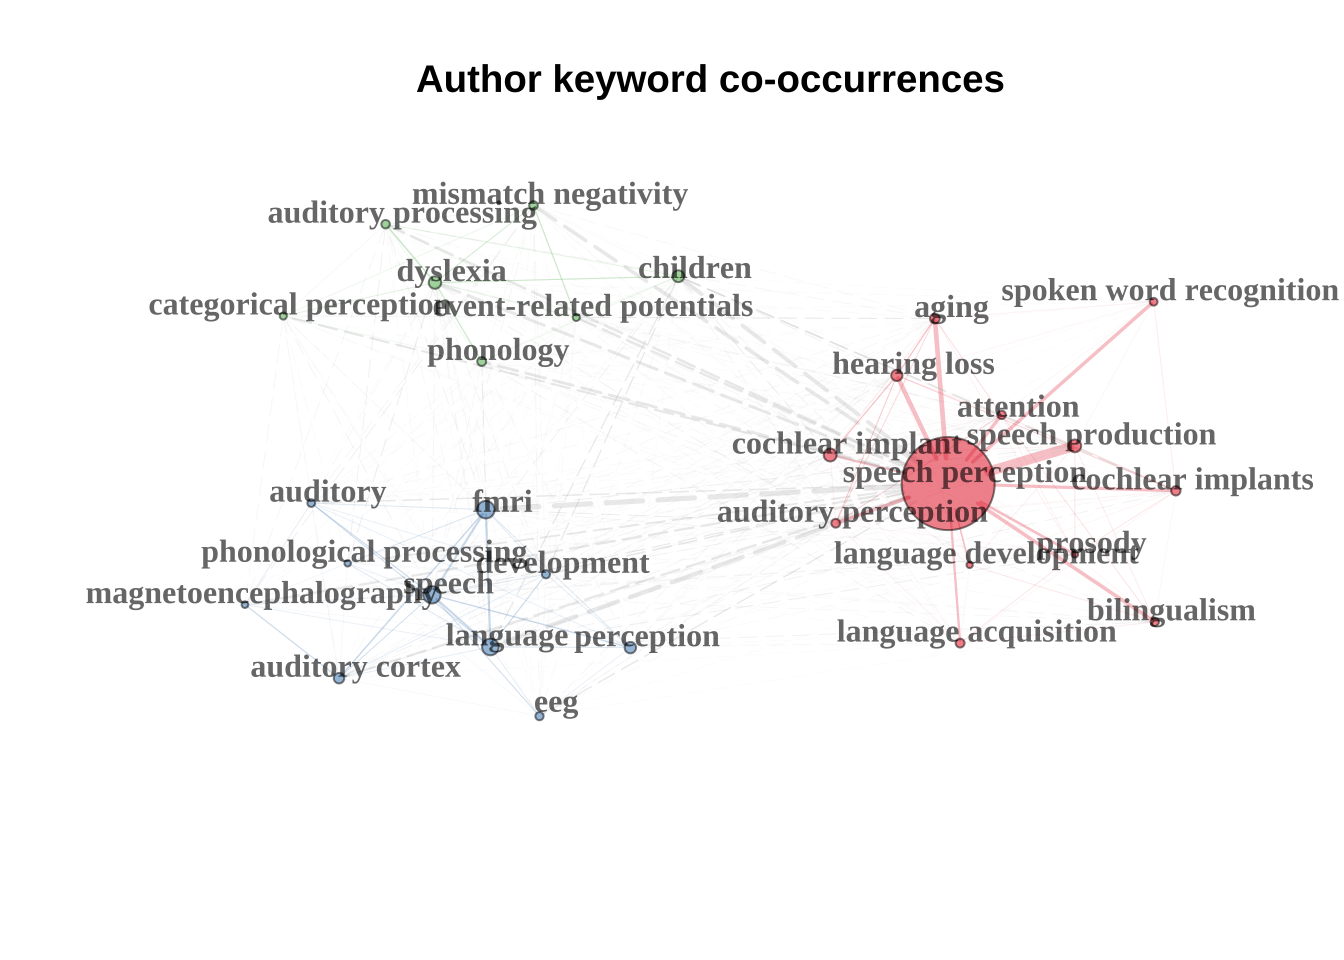 Author keyword co-occurrences
mismatch negativity
auditory processing
dyslexia
children
categorical perception
event-related potentials
phonology
aging
spoken word recognition
hearing loss
attention
cochlear implant
speech production
speech perception
cochlear implants
auditory perception
language development
prosody
bilingualism
language acquisition
auditory
fmri
phonological processing
development
speech
magnetoencephalography
language
perception
auditory cortex
eeg